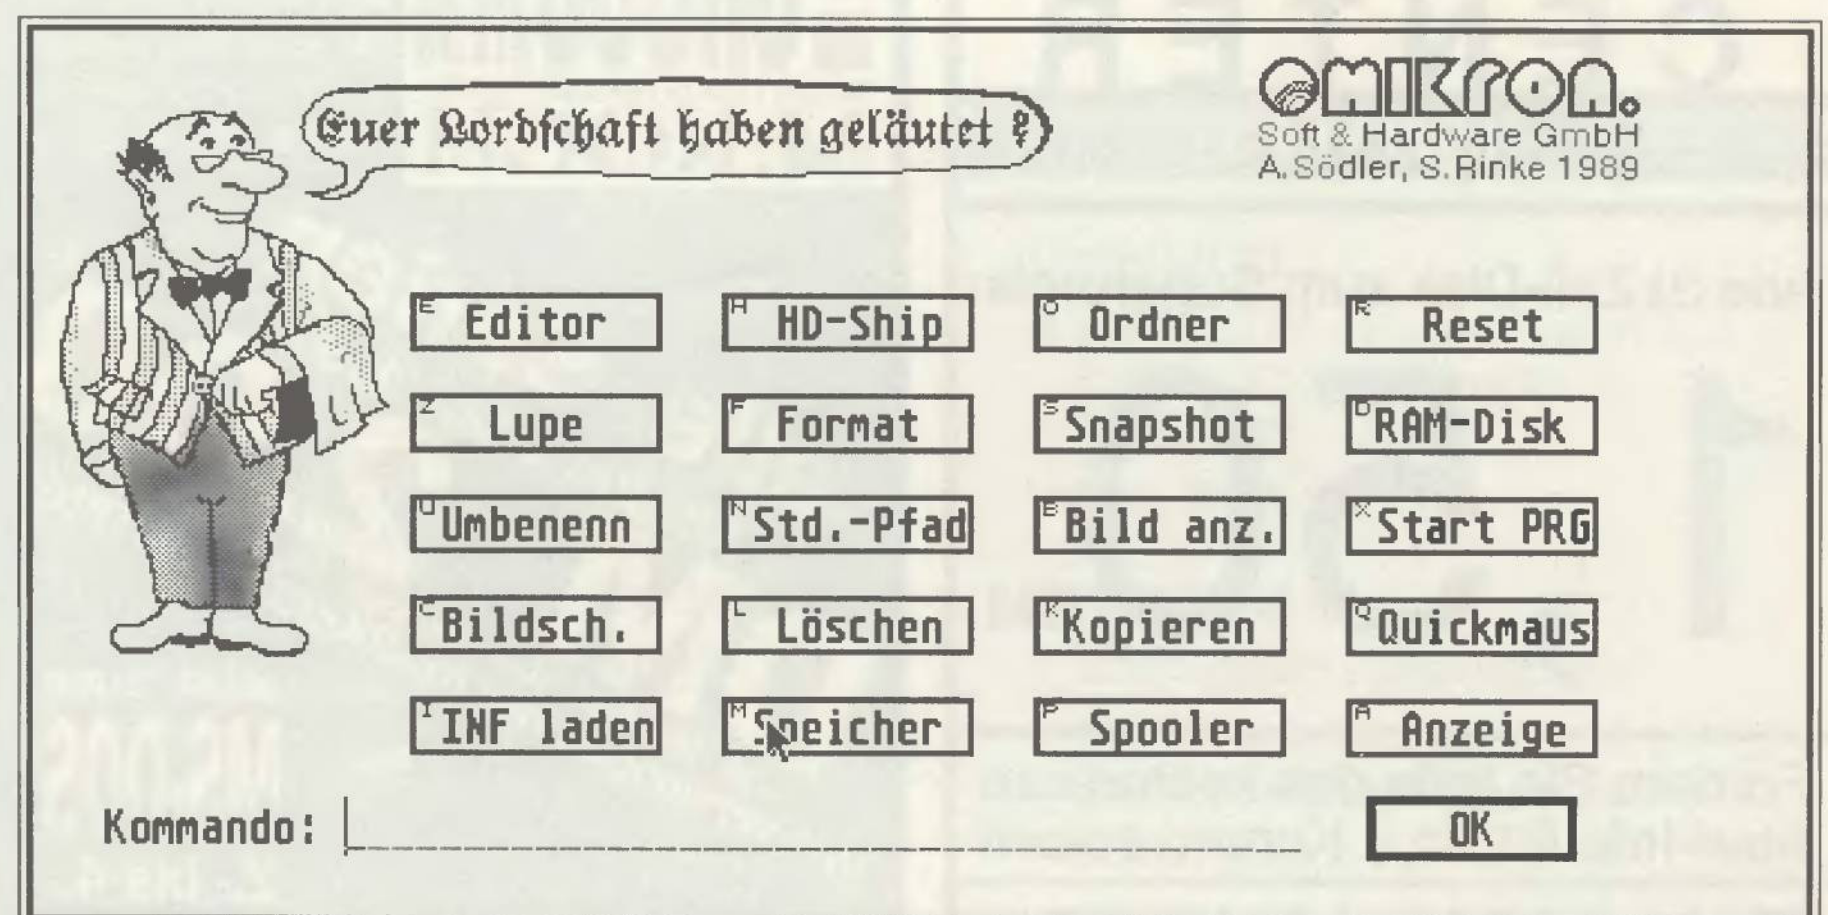 Euer Lordschaft haben geläutet ?
OMIKRON.
Soft & Hardware GmbH
A. Södler, S. Rinke 1989
E Editor
H HD-Ship
O Ordner
R Reset
Z Lupe
F Format
S Snapshot
D RAM-Disk
U Umbenenn
N Std.-Pfad
B Bild anz.
X Start PRG
C Bildsch.
L Löschen
K Kopieren
Q Quickmaus
I INF laden
M Speicher
P Spooler
A Anzeige
Kommando:
OK